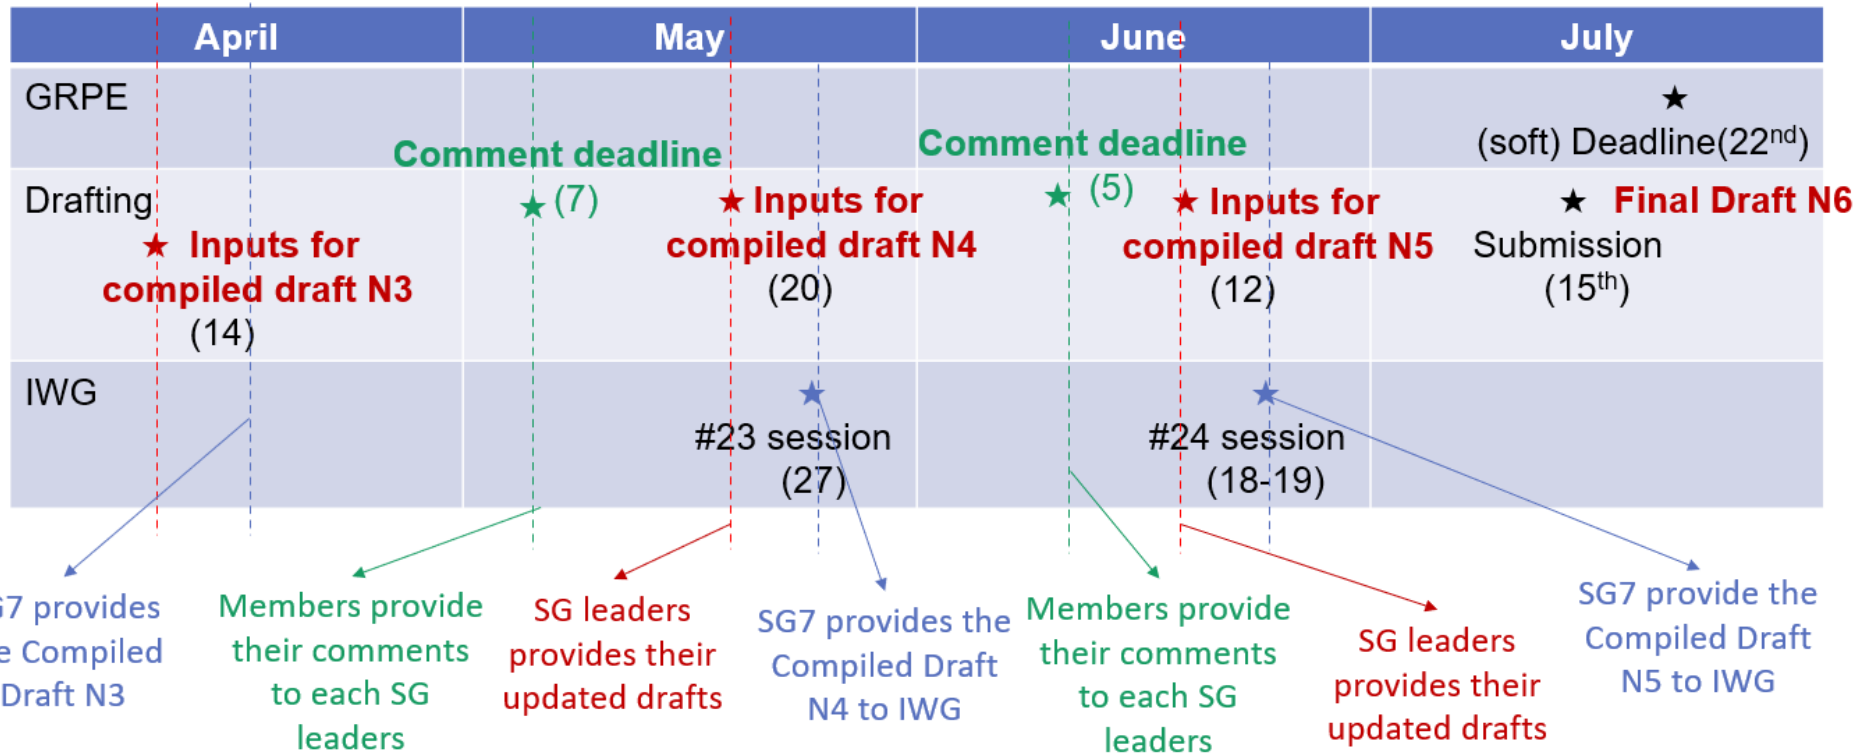 April
May
June
July
GRPE
(soft) Deadline(22nd)
Comment deadline
(7)
Comment deadline
(5)
Drafting
Inputs for
compiled draft N3
(14)
Inputs for
compiled draft N4
(20)
Inputs for
compiled draft N5
(12)
Final Draft N6
Submission
(15th)
IWG
#23 session
(27)
#24 session
(18-19)
provides
Compiled
Draft N3
Members provide
their comments
to each SG
leaders
SG leaders
provides their
updated drafts
SG7 provides the
Compiled Draft
N4 to IWG
Members provide
their comments
to each SG
leaders
SG leaders
provides their
updated drafts
SG7 provide the
Compiled Draft
N5 to IWG